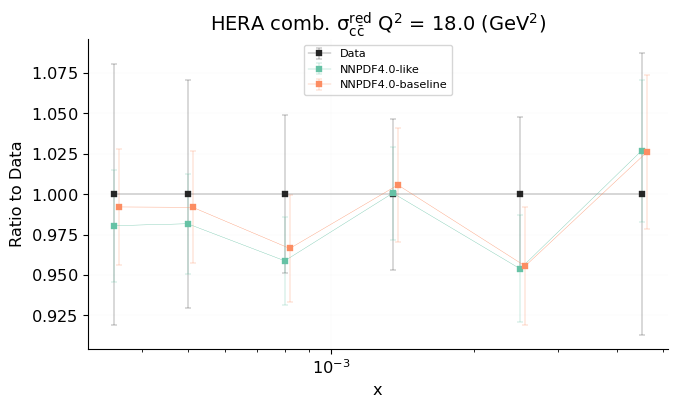 HERA comb. σ^red_cc̄ Q² = 18.0 (GeV²)
Data
NNPDF4.0-like
NNPDF4.0-baseline
Ratio to Data
1.075
1.050
1.025
1.000
0.975
0.950
0.925
10⁻³
x